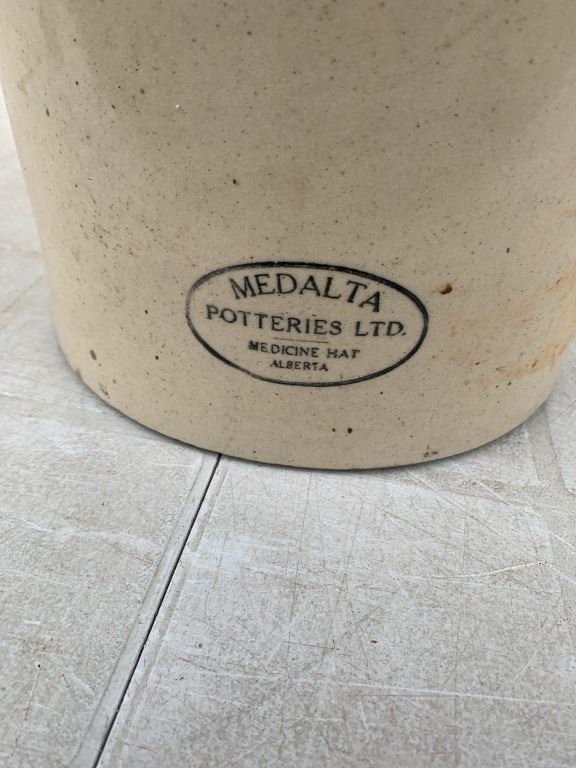 MEDALTA
POTTERIES LTD.
MEDICINE HAT
ALBERTA